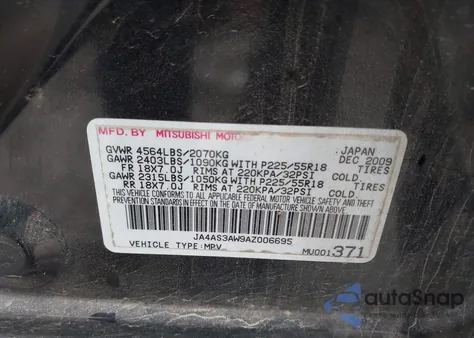 MFD. BY MITSUBISHI MOTO
GVWR 4564LBS/2070KG JAPAN
GAWR 2403LBS/1090KG WITH P225/55R18 DEC 2009
FR 18X7.0J RIMS AT 220KPA/32PSI COLD.
GAWR 2315LBS/1050KG WITH P225/55R18
RR 18X7.0J RIMS AT 220KPA/32PSI COLD.
THIS VEHICLE CONFORMS TO ALL APPLICABLE
FEDERAL MOTOR VEHICLE SAFETY AND
THEFT PREVENTION STANDARDS IN EFFECT ON
THE DATE OF MANUFACTURE SHOWN ABOVE.
JA4AS3AW9AZ006695
VEHICLE TYPE:MPV MU001371
autoSnap